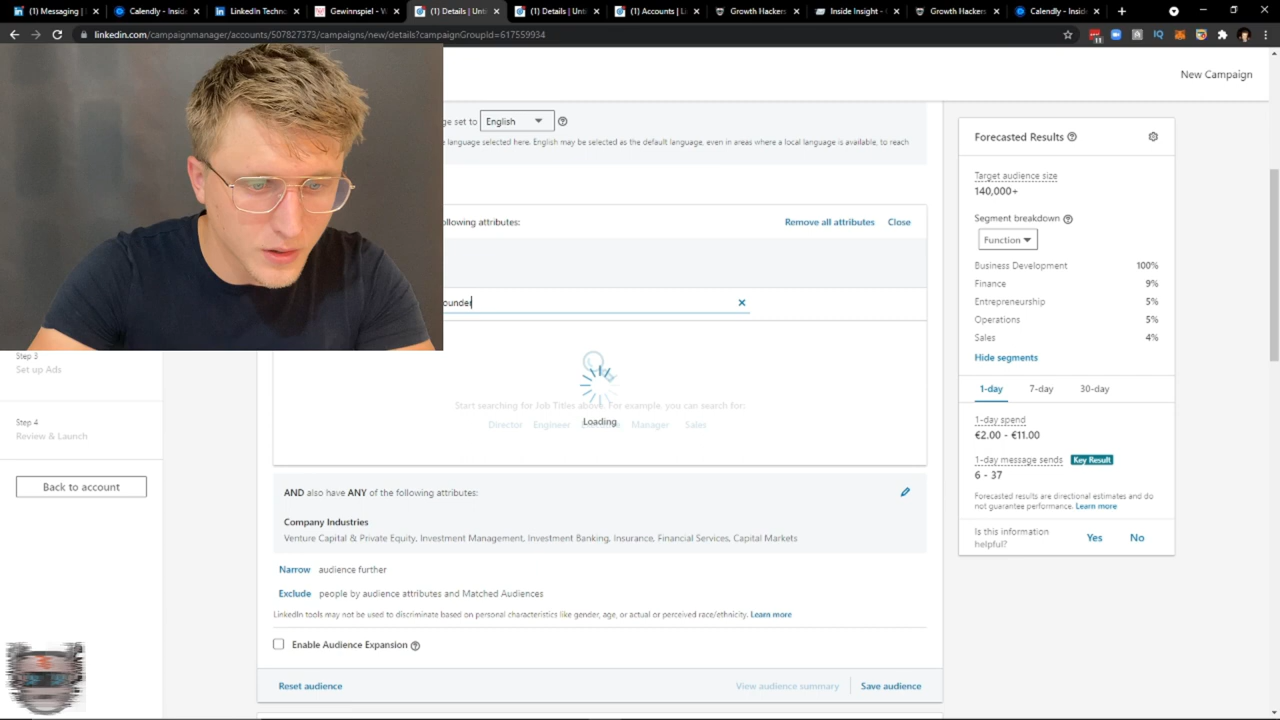 (1) Messaging | L
Calendly - Inside
LinkedIn Techno
Gewinnspiel - W
(1) Details | Unti
(1) Details | Unti
(1) Accounts | Li
Growth Hackers
Inside Insight -
Growth Hackers
Calendly - Inside
linkedin.com/campaignmanager/accounts/507827373/campaigns/new/details?campaignGroupId=617559934
11
IQ
New Campaign
ge set to English
language selected here. English may be selected as the default language, even in areas where a local language is available, to reach
ollowing attributes:
Remove all attributes
Close
ounder
Loading
Start searching for Job Titles above. For example, you can search for:
Director Engineer Manager Sales
AND also have ANY of the following attributes:
Company Industries
Venture Capital & Private Equity, Investment Management, Investment Banking, Insurance, Financial Services, Capital Markets
Narrow audience further
Exclude people by audience attributes and Matched Audiences
LinkedIn tools may not be used to discriminate based on personal characteristics like gender, age, or actual or perceived race/ethnicity. Learn more
Enable Audience Expansion
Reset audience
View audience summary
Save audience
Step 3
Set up Ads
Step 4
Review & Launch
Back to account
Forecasted Results
Target audience size
140,000+
Segment breakdown
Function
Business Development 100%
Finance 9%
Entrepreneurship 5%
Operations 5%
Sales 4%
Hide segments
1-day 7-day 30-day
1-day spend
€2.00 - €11.00
1-day message sends Key Result
6 - 37
Forecasted results are directional estimates and do
not guarantee performance. Learn more
Is this information
helpful?
Yes No